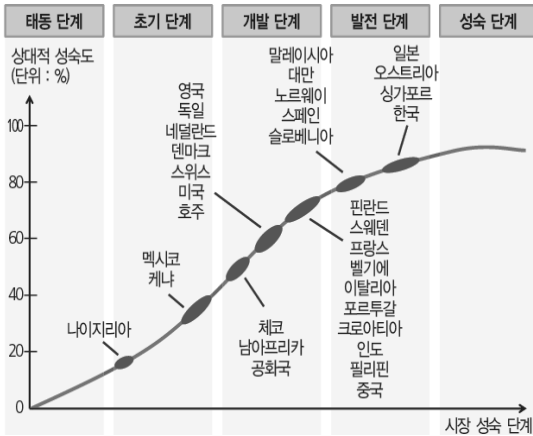 태동 단계
초기 단계
개발 단계
발전 단계
성숙 단계
상대적 성숙도
(단위 : %)
100
80
60
40
20
0
나이지리아
멕시코
케냐
영국
독일
네덜란드
덴마크
스위스
미국
호주
체코
남아프리카
공화국
말레이시아
대만
노르웨이
스페인
슬로베니아
핀란드
스웨덴
프랑스
벨기에
이탈리아
포르투갈
크로아티아
인도
필리핀
중국
일본
오스트리아
싱가포르
한국
시장 성숙 단계